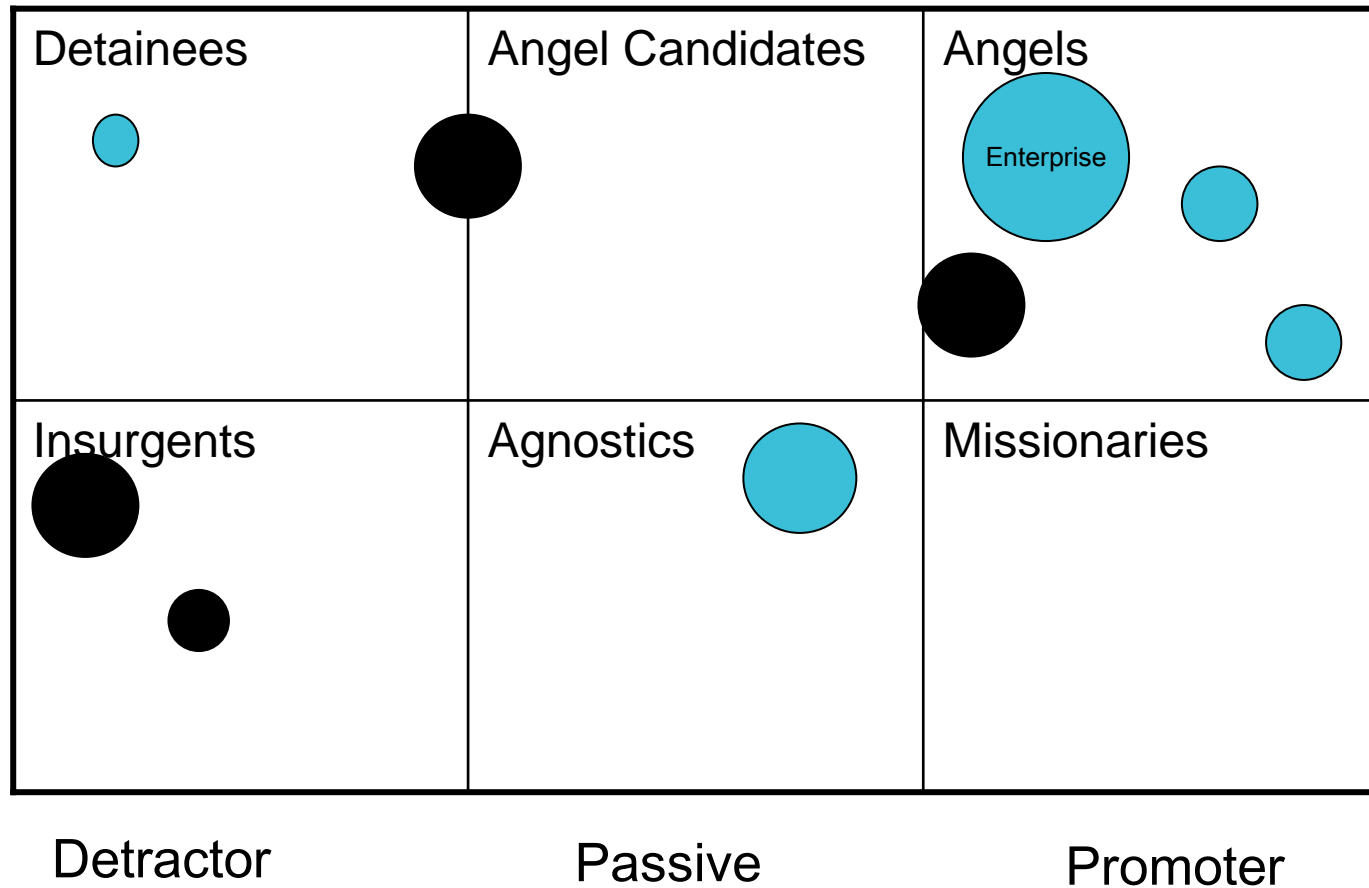 Detainees
Angel Candidates
Angels
Enterprise
Insurgents
Agnostics
Missionaries
Detractor
Passive
Promoter